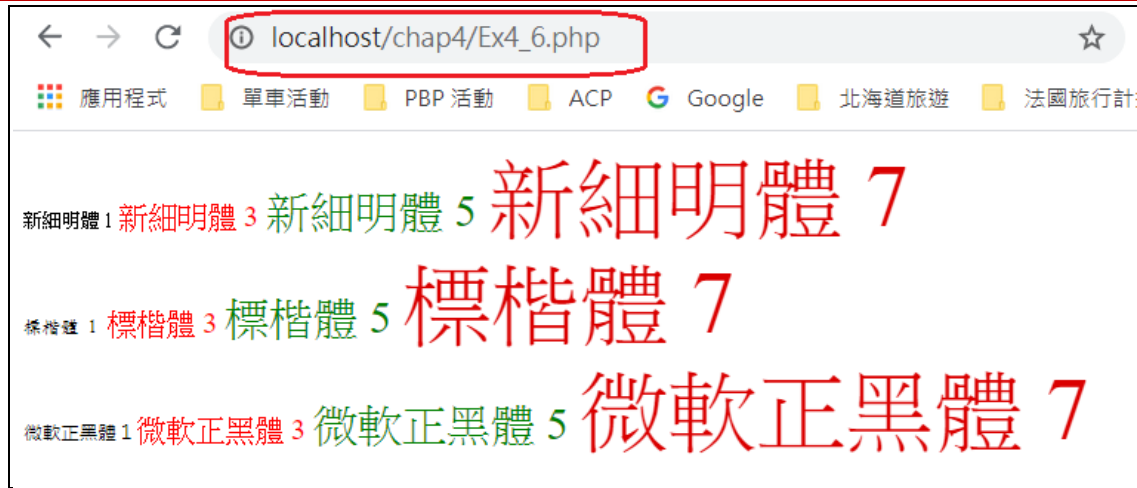 localhost/chap4/Ex4_6.php
應用程式 單車活動 PBP 活動 ACP G Google 北海道旅遊 法國旅行計
新細明體 1 新細明體 3 新細明體 5 新細明體 7
標楷體 1 標楷體 3 標楷體 5 標楷體 7
微軟正黑體 1 微軟正黑體 3 微軟正黑體 5 微軟正黑體 7